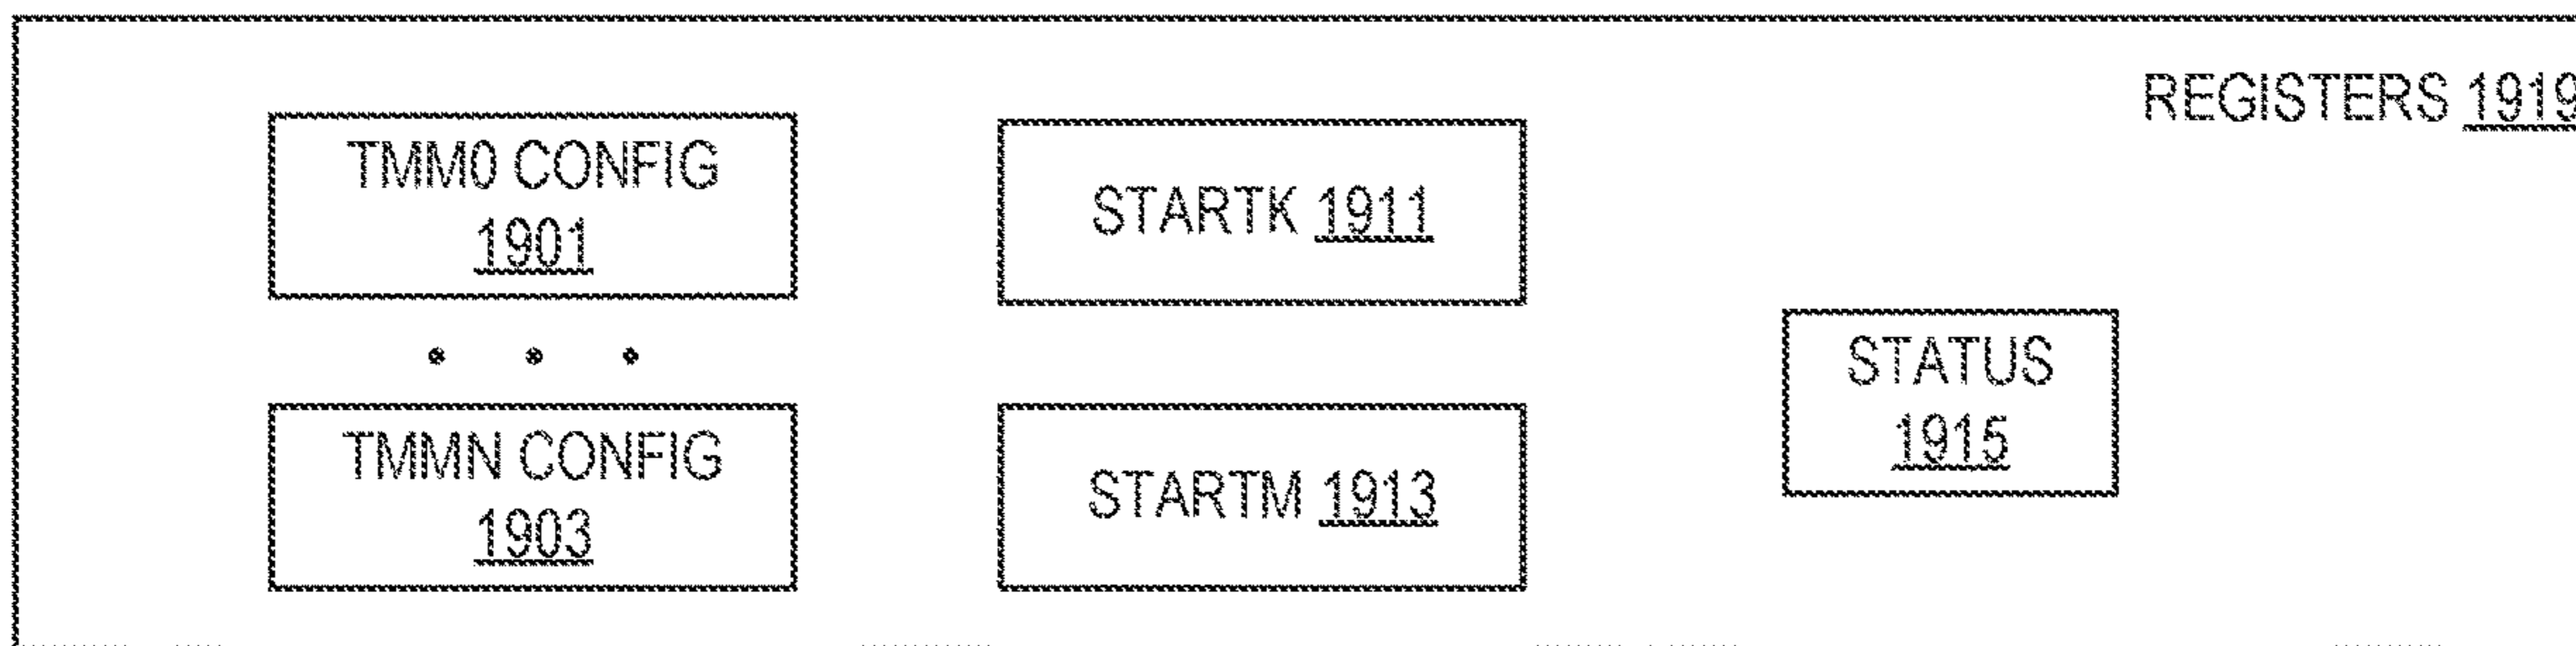 REGISTERS 1919
TMM0 CONFIG
1901
STARTK 1911
TMMN CONFIG
1903
STARTM 1913
STATUS
1915